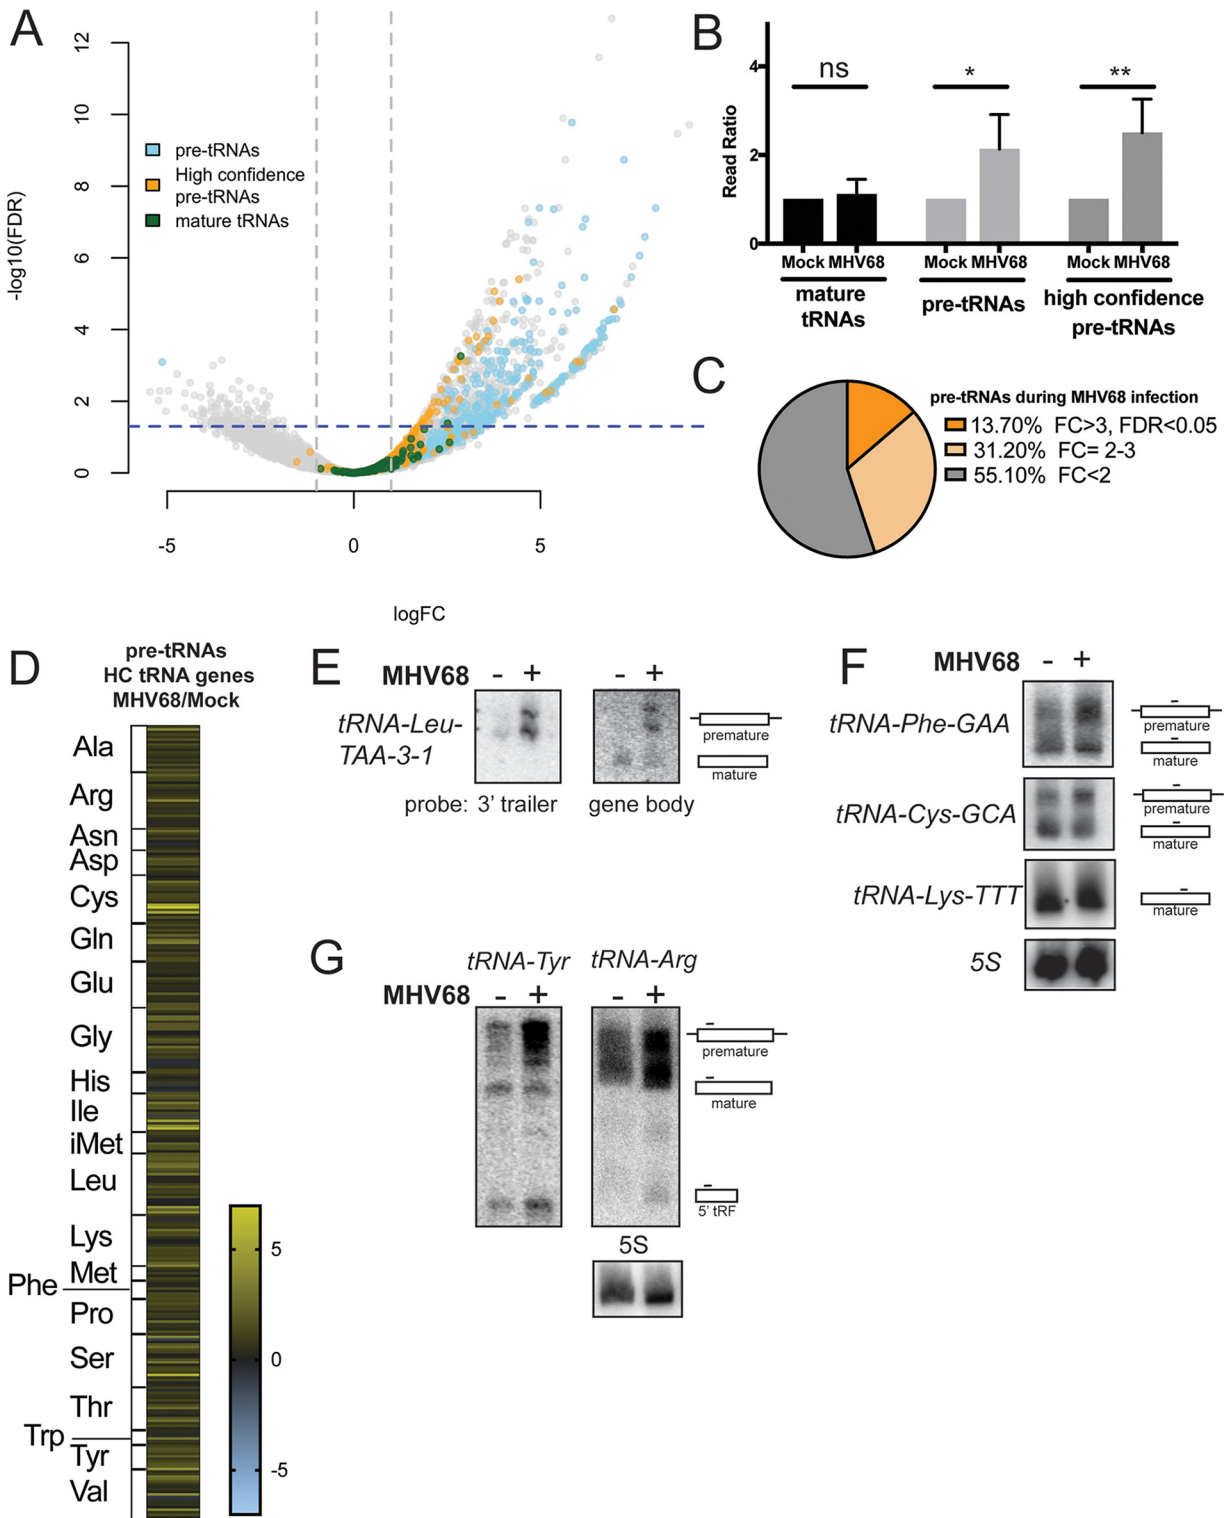 A
12
10
8
6
4
2
0
-log10(FDR)
pre-tRNAs
High confidence
pre-tRNAs
mature tRNAs
-5
0
5
logFC
B
Read Ratio
4
2
0
ns
*
**
Mock MHV68
Mock MHV68
Mock MHV68
mature
tRNAs
pre-tRNAs
high confidence
pre-tRNAs
C
pre-tRNAs during MHV68 infection
13.70% FC>3, FDR<0.05
31.20% FC= 2-3
55.10% FC<2
D
pre-tRNAs
HC tRNA genes
MHV68/Mock
Ala
Arg
Asn
Asp
Cys
Gln
Glu
Gly
His
Ile
iMet
Leu
Lys
Met
Phe
Pro
Ser
Thr
Trp
Tyr
Val
5
0
-5
E
MHV68 - +
tRNA-Leu-
TAA-3-1
- +
premature
mature
probe: 3' trailer
gene body
F
MHV68 - +
tRNA-Phe-GAA
premature
mature
tRNA-Cys-GCA
premature
mature
tRNA-Lys-TTT
mature
5S
G
tRNA-Tyr
tRNA-Arg
MHV68 - + - +
premature
mature
5' tRF
5S